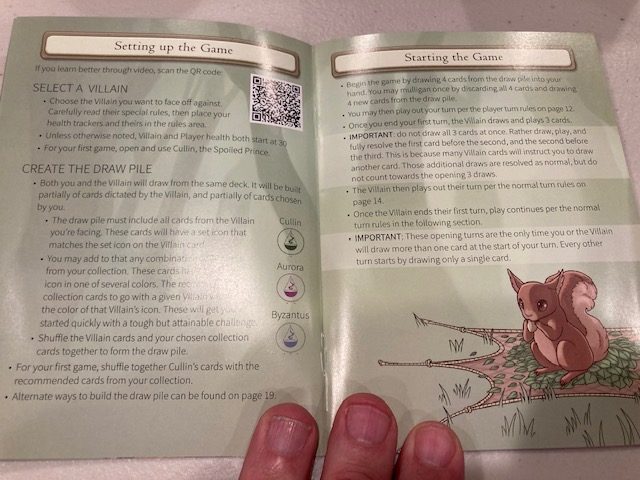 Setting up the Game
If you learn better through video, scan the QR code:
SELECT A VILLAIN
• Choose the Villain you want to face off against.
Carefully read their special rules, then place your
health trackers and theirs in the rules area.
• Unless otherwise noted, Villain and Player health both start at 30
• For your first game, open and use Cullin, the Spoiled Prince.
CREATE THE DRAW PILE
• Both you and the Villain will draw from the same deck. It will be built
partially of cards dictated by the Villain, and partially of cards chosen
by you.
• The draw pile must include all cards from the Villain
you're facing. These cards will have a set icon that
matches the set icon on the Villain card.
• You may add to that any combination
from your collection. These cards
icon in one of several colors. The
collection cards to go with a given Villain
the color of that Villain's icon. These will get you
started quickly with a tough but attainable challenge.
• Shuffle the Villain cards and your chosen collection
cards together to form the draw pile.
Cullin
Aurora
Byzantus
• For your first game, shuffle together Cullin's cards with the
recommended cards from your collection.
• Alternate ways to build the draw pile can be found on page 19.
Starting the Game
• Begin the game by drawing 4 cards from the draw pile into your
hand. You may mulligan once by discarding all 4 cards and drawing
4 new cards from the draw pile.
• You may then play out your turn per the player turn rules on page 12.
• Once you end your first turn, the Villain draws and plays 3 cards.
• IMPORTANT: do not draw all 3 cards at once. Rather draw, play, and
fully resolve the first card before the second, and the second before
the third. This is because many Villain cards will instruct you to draw
another card. Those additional draws are resolved as normal, but do
not count towards the opening 3 draws.
• The Villain then plays out their turn per the normal turn rules on
page 14.
• Once the Villain ends their first turn, play continues per the normal
turn rules in the following section.
• IMPORTANT: These opening turns are the only time you or the Villain
will draw more than one card at the start of your turn. Every other
turn starts by drawing only a single card.